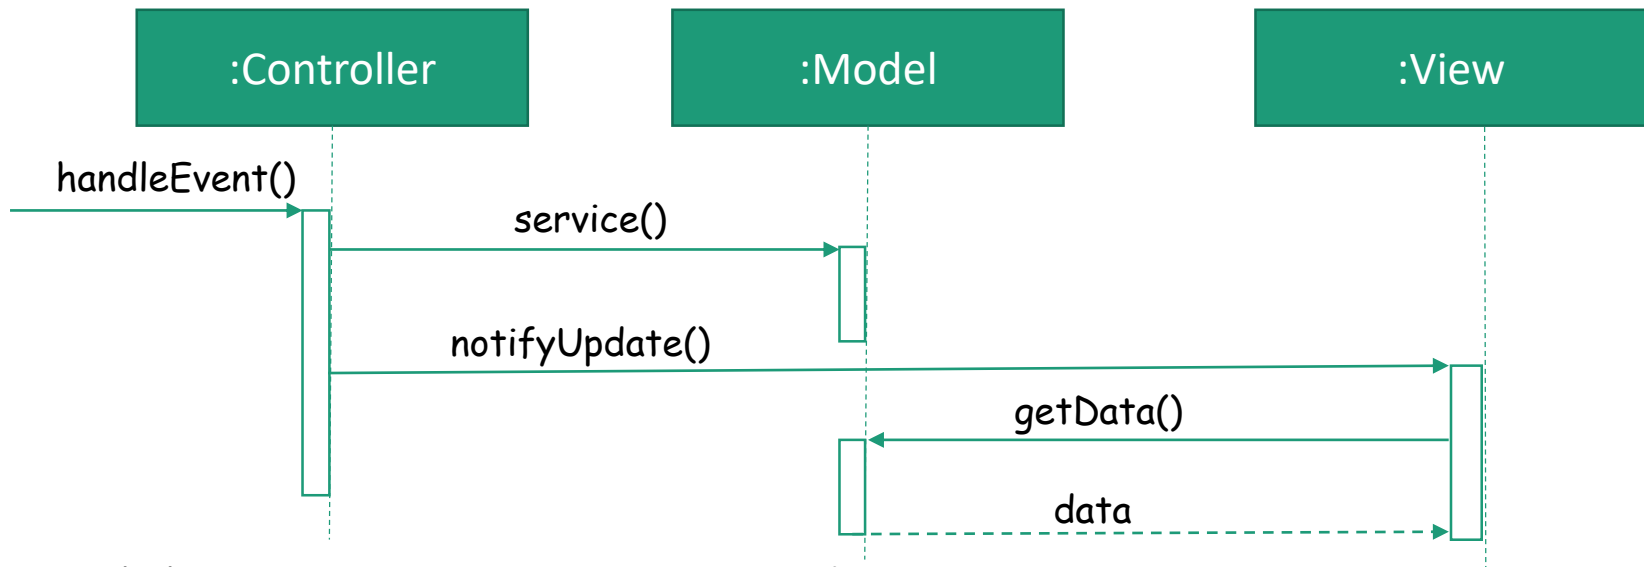 :Controller
:Model
:View
handleEvent()
service()
notifyUpdate()
getData()
data